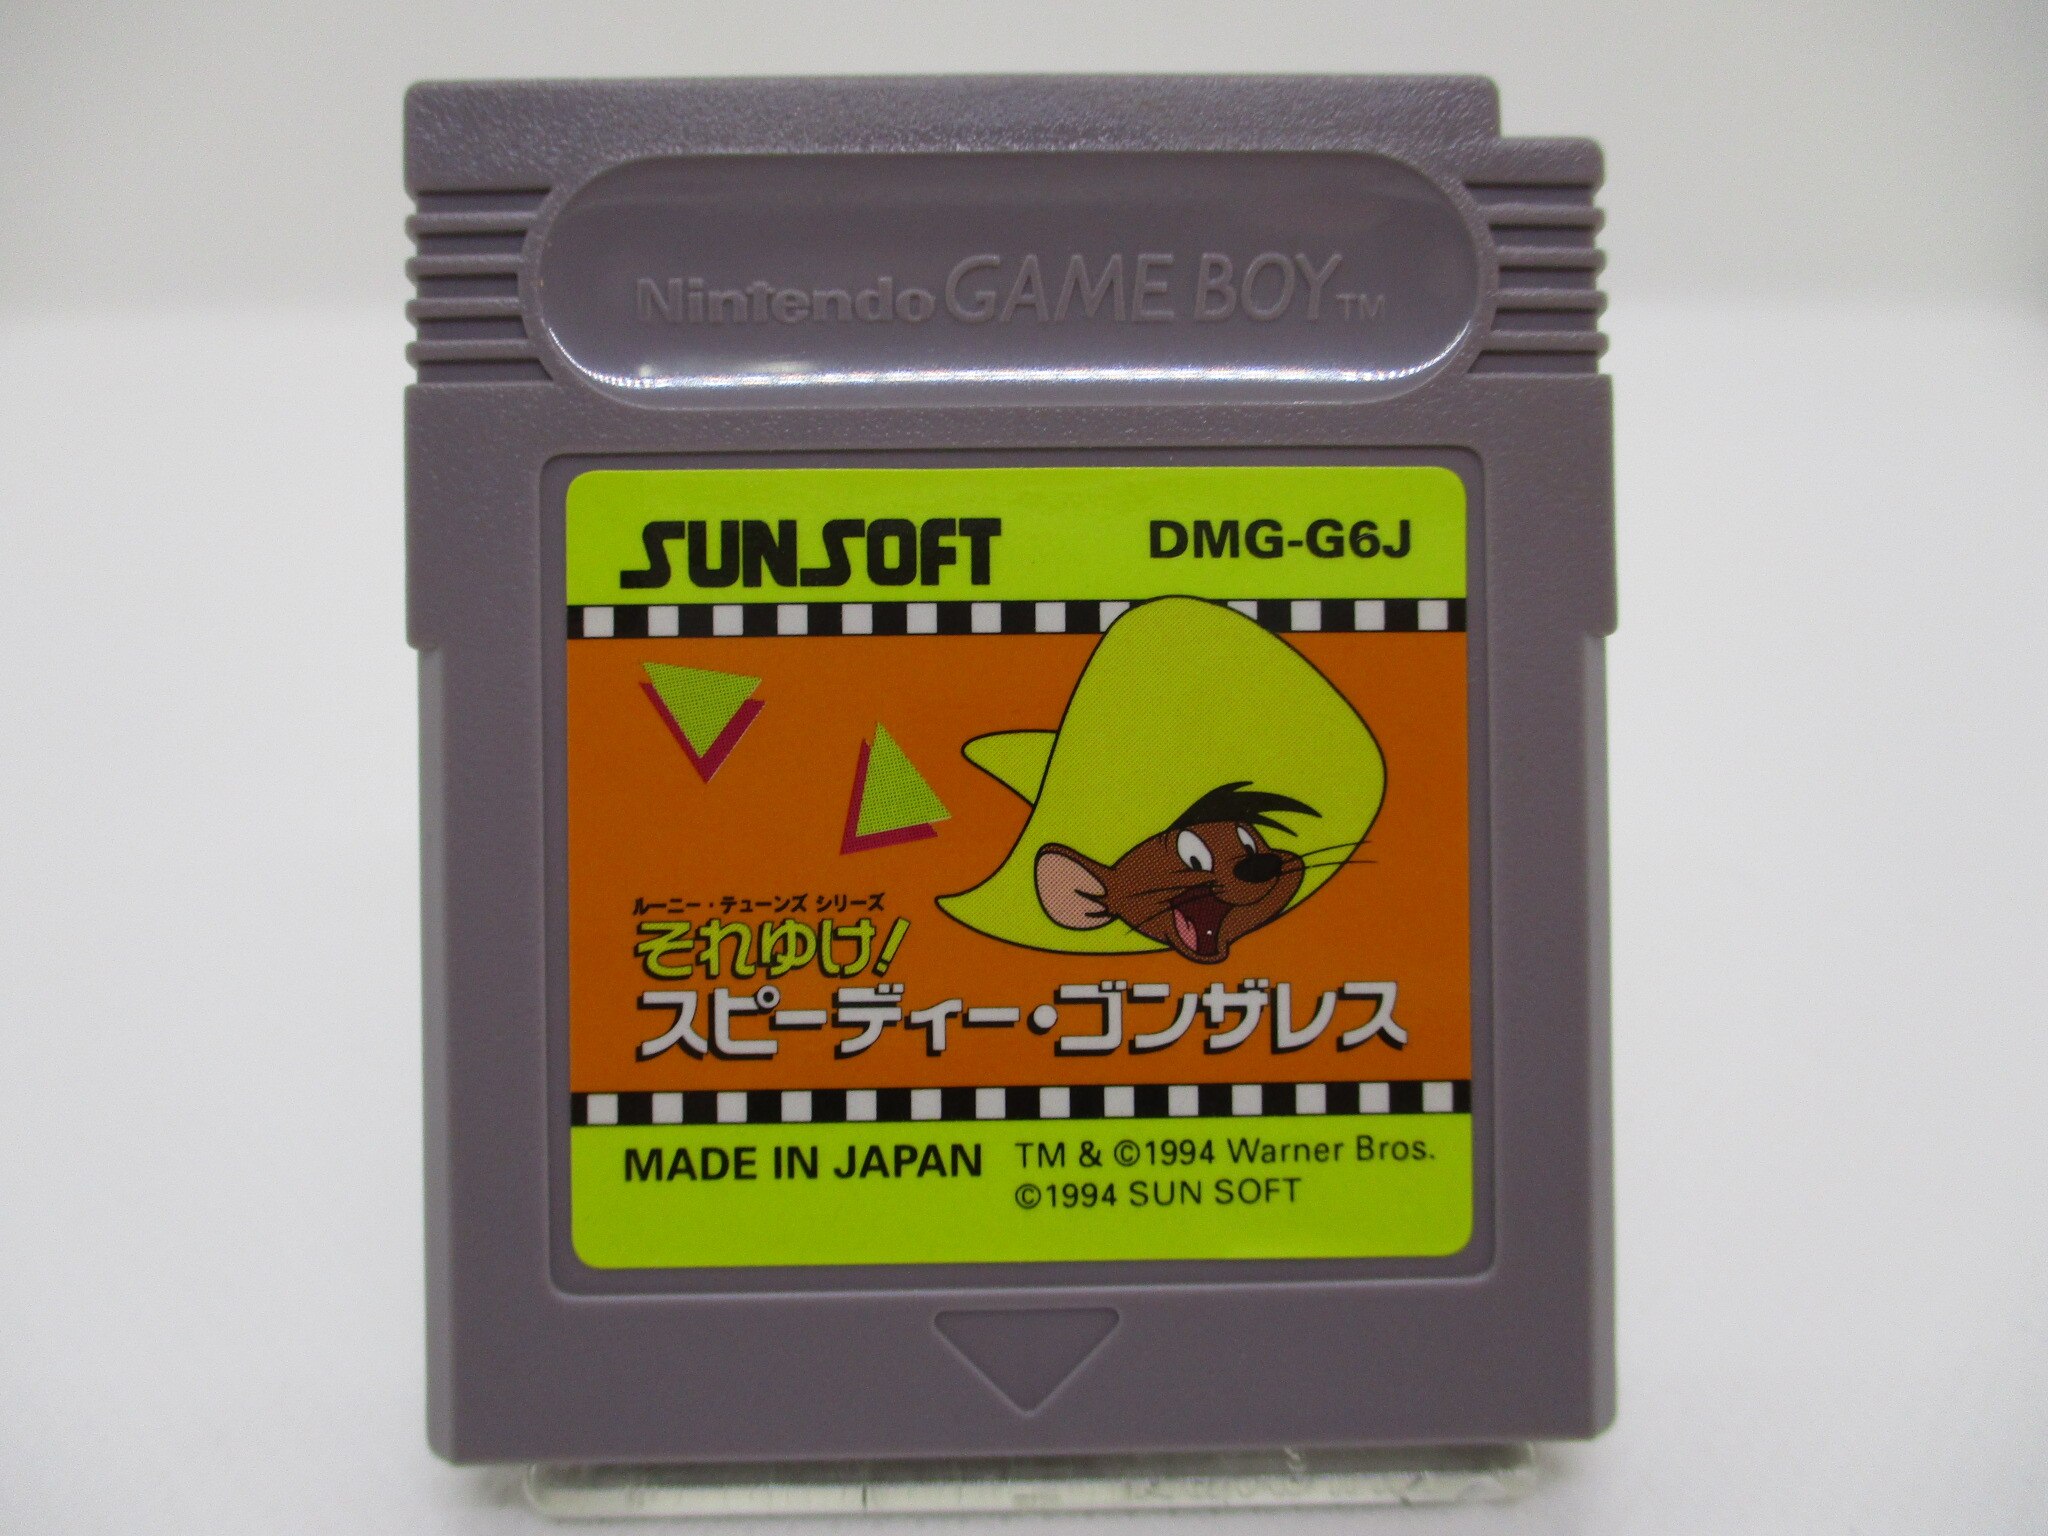 Nintendo GAME BOY TM
SUNSOFT
DMG-G6J
ルーニー・テューンズ シリーズ
それゆけ!
スピーディー・ゴンザレス
MADE IN JAPAN
TM & ©1994 Warner Bros.
©1994 SUN SOFT